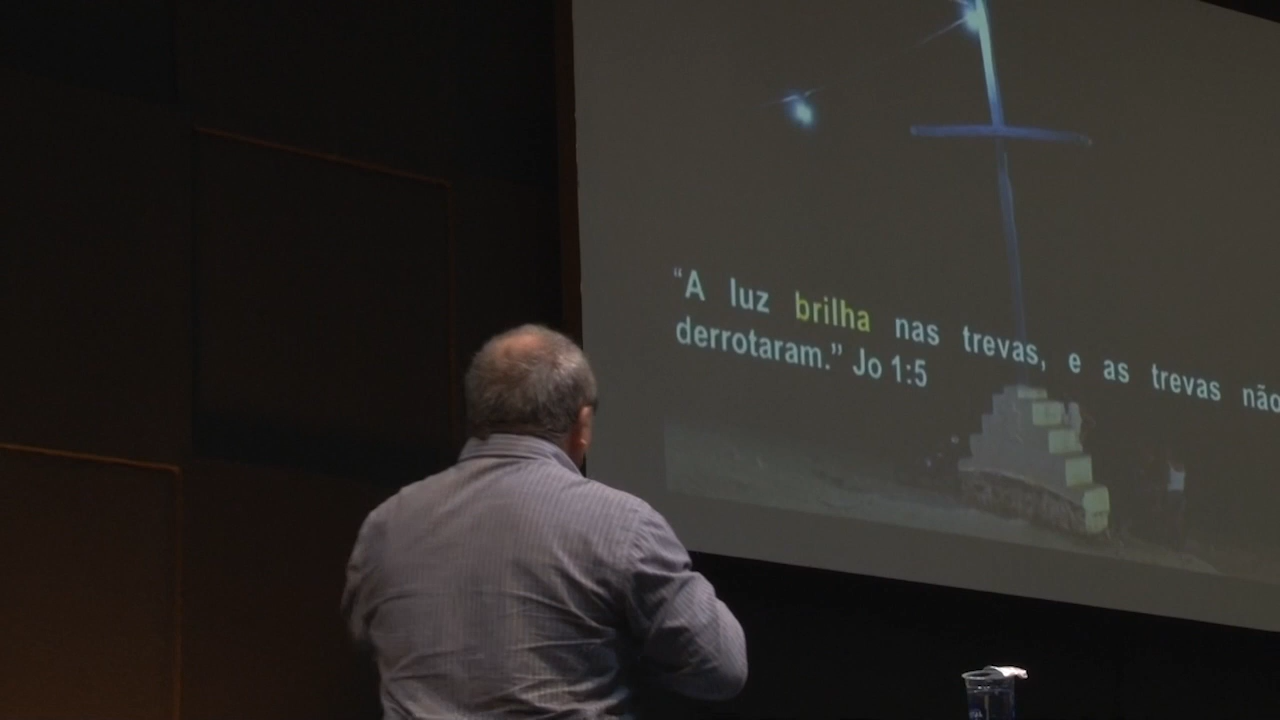 “A luz brilha nas trevas, e as trevas não
derrotaram.” Jo 1:5